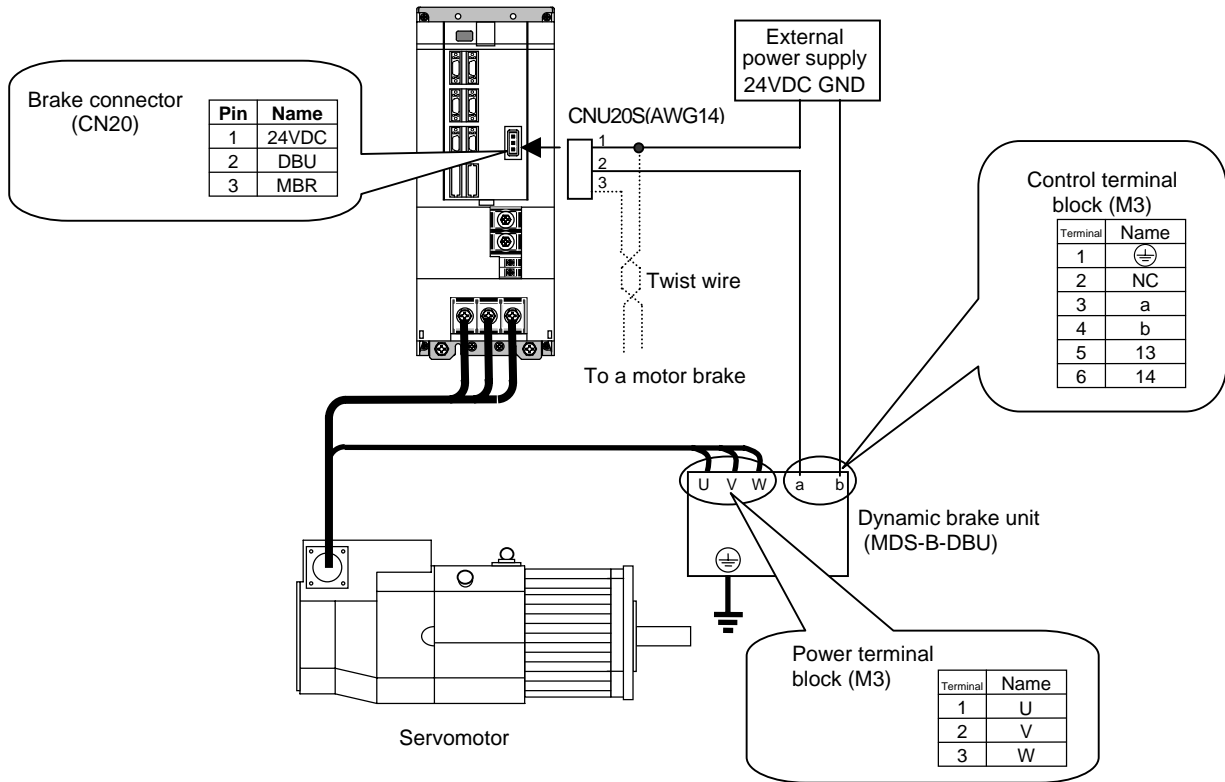 External
power supply
24VDC GND
Brake connector
(CN20)
Pin Name
1 24VDC
2 DBU
3 MBR
CNU20S(AWG14)
1
2
3
Control terminal
block (M3)
Terminal Name
1
2 NC
3 a
4 b
5 13
6 14
Twist wire
To a motor brake
U V W a b
Dynamic brake unit
(MDS-B-DBU)
Power terminal
block (M3)
Terminal Name
1 U
2 V
3 W
Servomotor